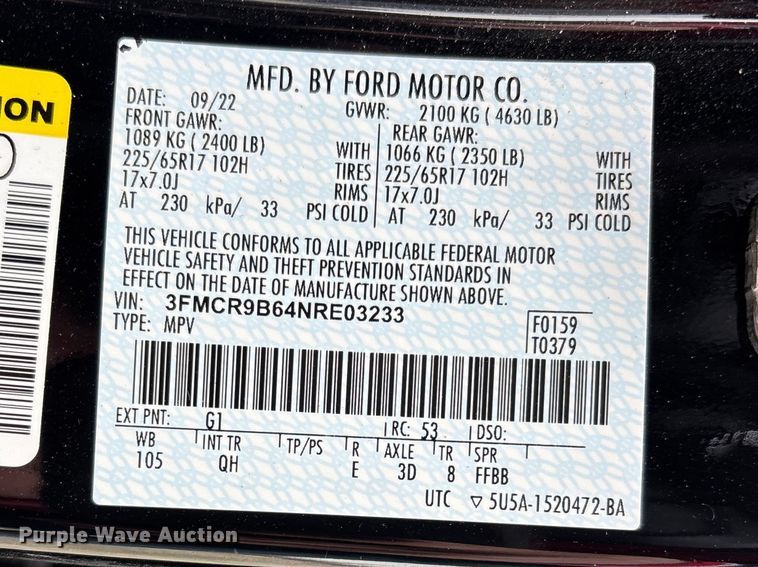 ION
MFD. BY FORD MOTOR CO.
DATE: 09/22 GVWR: 2100 KG ( 4630 LB)
FRONT GAWR: REAR GAWR:
1089 KG ( 2400 LB) WITH 1066 KG ( 2350 LB) WITH
225/65R17 102H TIRES 225/65R17 102H TIRES
17x7.0J RIMS 17x7.0J RIMS
AT 230 kPa/ 33 PSI COLD AT 230 kPa/ 33 PSI COLD
THIS VEHICLE CONFORMS TO ALL APPLICABLE FEDERAL MOTOR
VEHICLE SAFETY AND THEFT PREVENTION STANDARDS IN
EFFECT ON THE DATE OF MANUFACTURE SHOWN ABOVE.
VIN: 3FMCR9B64NRE03233 F0159
TYPE: MPV T0379
EXT PNT: G1 RC: 53 DSO:
WB INT TR TP/PS R AXLE TR SPR
105 QH E 3D 8 FFBB
UTC ▽ 5U5A-1520472-BA
Purple Wave Auction